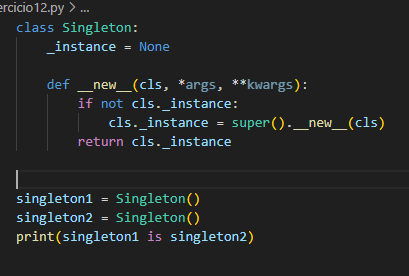 ercicio12.py > ...
class Singleton:
    _instance = None
    def __new__(cls, *args, **kwargs):
        if not cls._instance:
            cls._instance = super().__new__(cls)
        return cls._instance
singleton1 = Singleton()
singleton2 = Singleton()
print(singleton1 is singleton2)